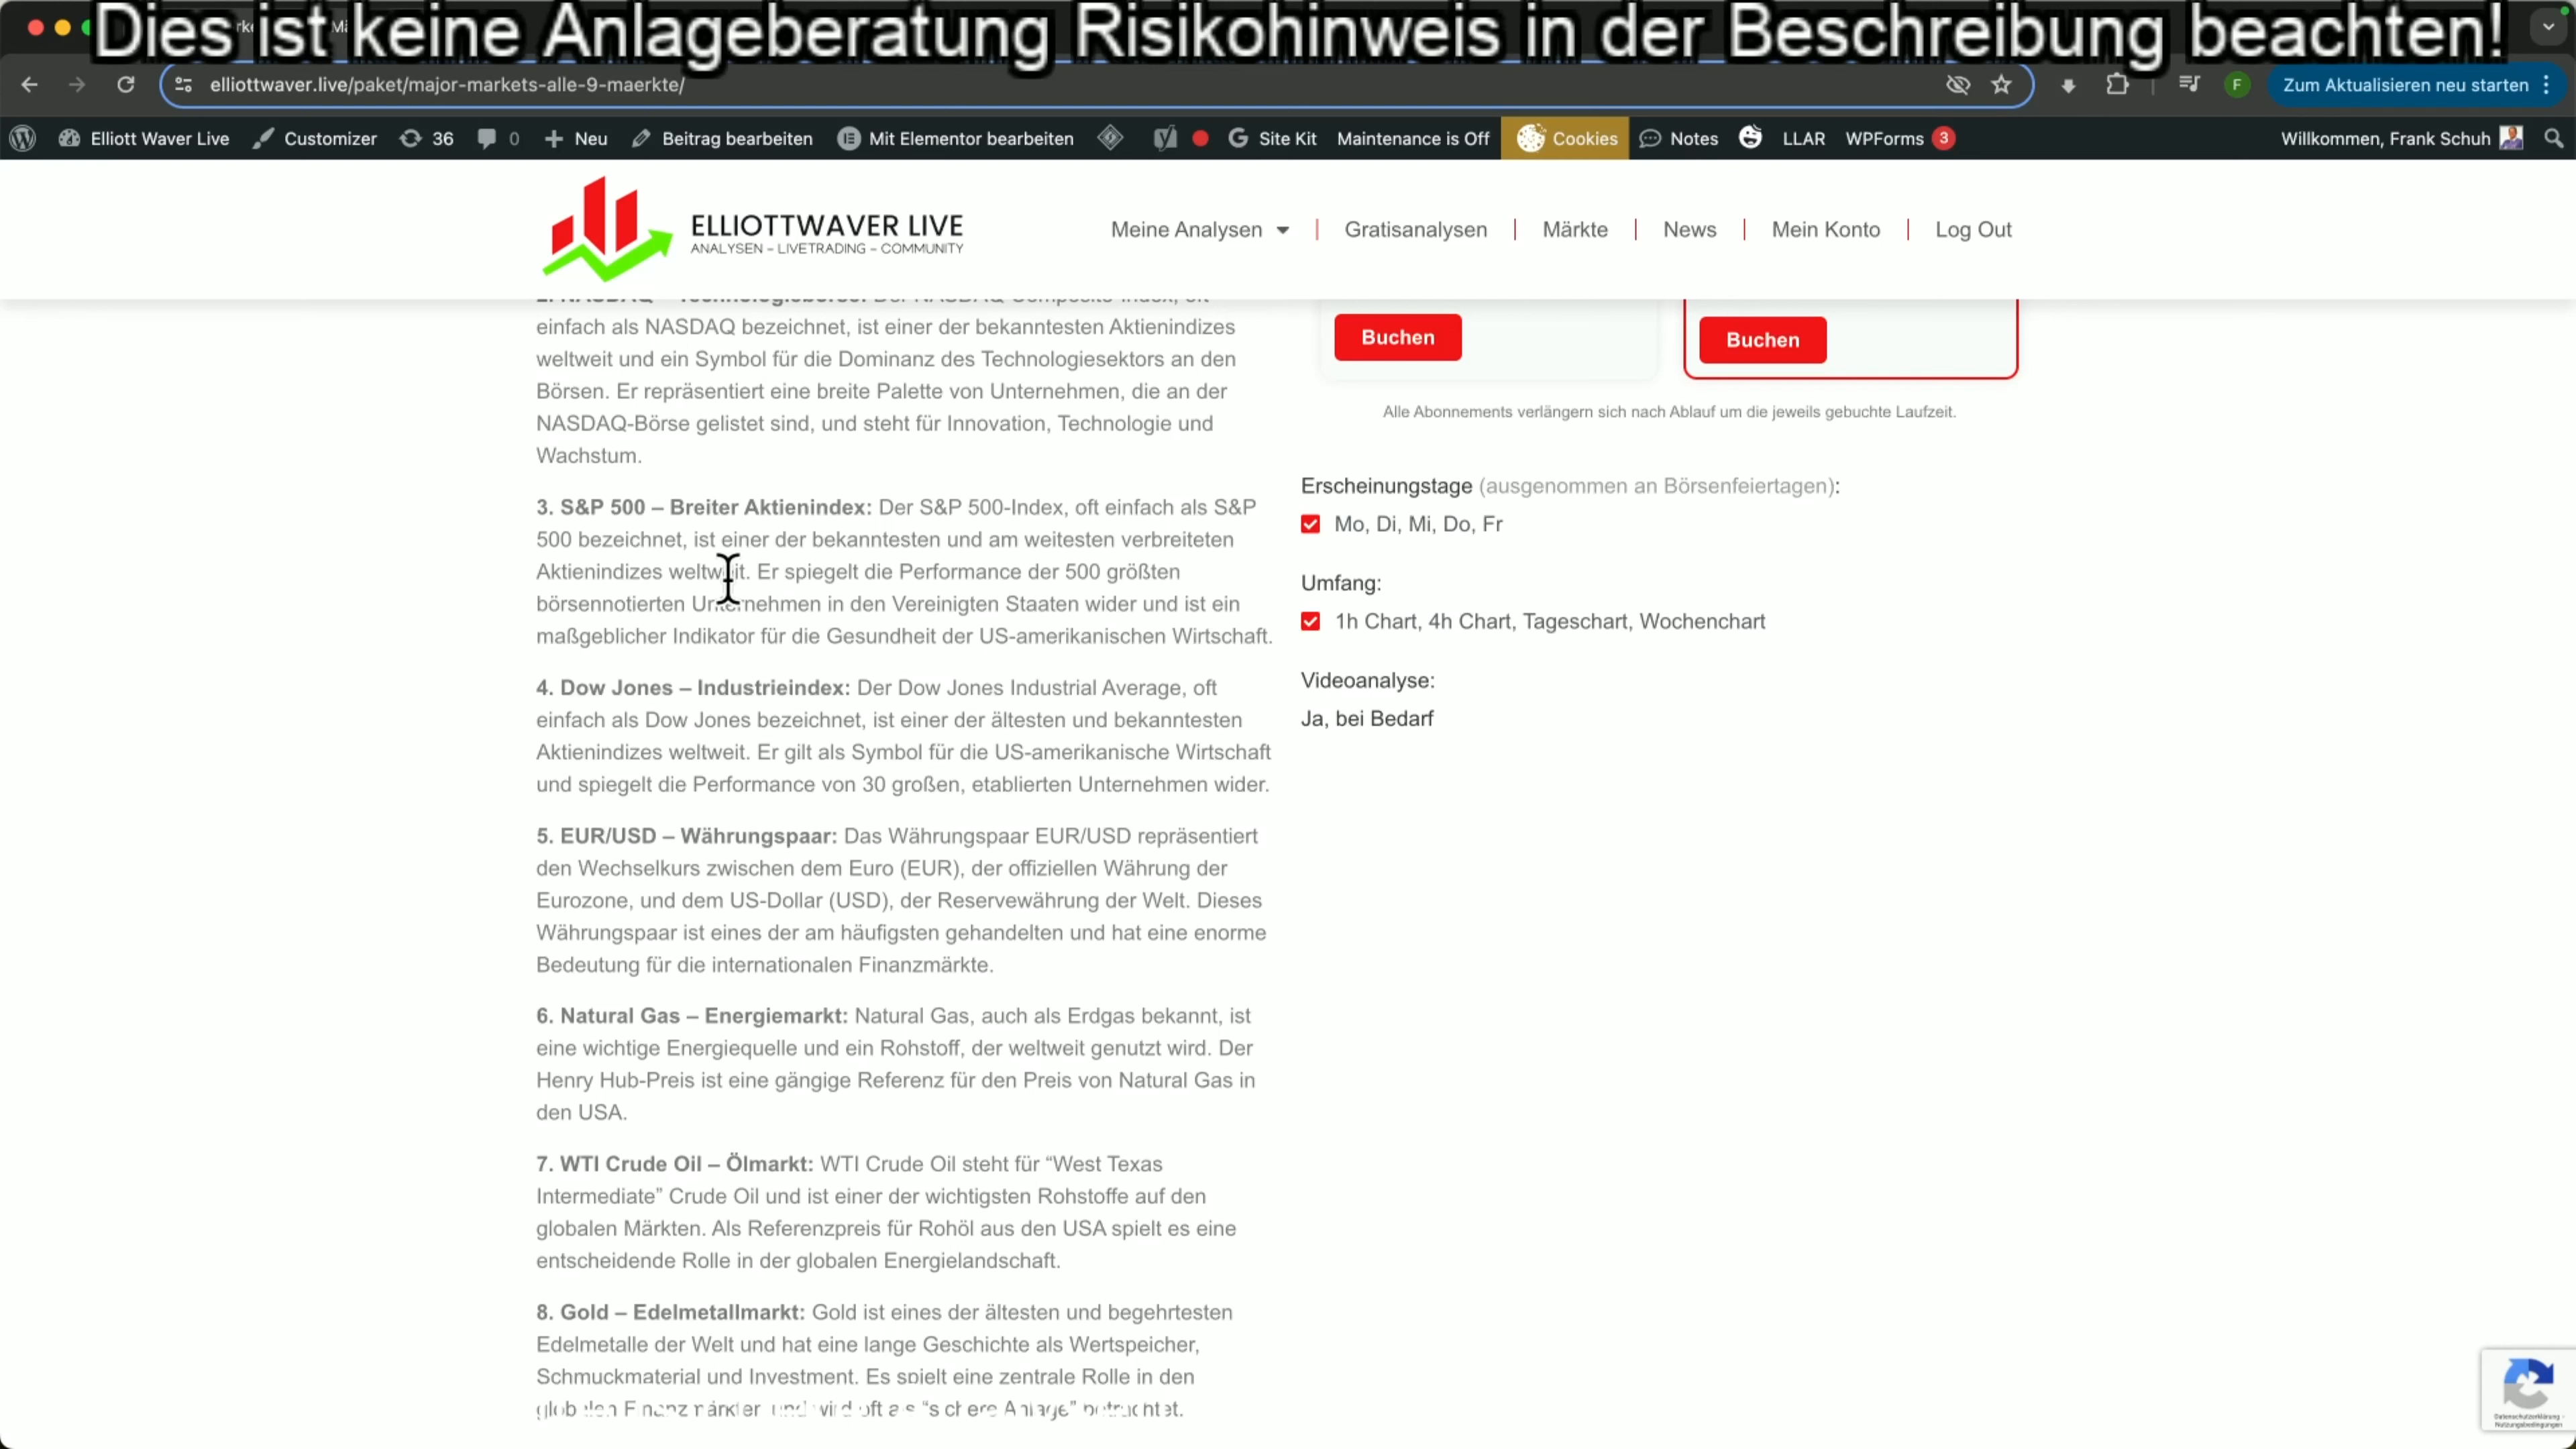 Dies ist keine Anlageberatung Risikohinweis in der Beschreibung beachten!
elliottwaver.live/paket/major-markets-alle-9-maerkte/
F
Zum Aktualisieren neu starten
Elliott Waver Live
Customizer
36
0
Neu
Beitrag bearbeiten
Mit Elementor bearbeiten
Site Kit
Maintenance is Off
Cookies
Notes
LLAR
WPForms 3
Willkommen, Frank Schuh
ELLIOTTWAVER LIVE
ANALYSEN – LIVETRADING – COMMUNITY
Meine Analysen
Gratisanalysen
Märkte
News
Mein Konto
Log Out
einfach als NASDAQ bezeichnet, ist einer der bekanntesten Aktienindizes
weltweit und ein Symbol für die Dominanz des Technologiesektors an den
Börsen. Er repräsentiert eine breite Palette von Unternehmen, die an der
NASDAQ-Börse gelistet sind, und steht für Innovation, Technologie und
Wachstum.
3. S&P 500 – Breiter Aktienindex: Der S&P 500-Index, oft einfach als S&P
500 bezeichnet, ist einer der bekanntesten und am weitesten verbreiteten
Aktienindizes weltweit. Er spiegelt die Performance der 500 größten
börsennotierten Unternehmen in den Vereinigten Staaten wider und ist ein
maßgeblicher Indikator für die Gesundheit der US-amerikanischen Wirtschaft.
4. Dow Jones – Industrieindex: Der Dow Jones Industrial Average, oft
einfach als Dow Jones bezeichnet, ist einer der ältesten und bekanntesten
Aktienindizes weltweit. Er gilt als Symbol für die US-amerikanische Wirtschaft
und spiegelt die Performance von 30 großen, etablierten Unternehmen wider.
5. EUR/USD – Währungspaar: Das Währungspaar EUR/USD repräsentiert
den Wechselkurs zwischen dem Euro (EUR), der offiziellen Währung der
Eurozone, und dem US-Dollar (USD), der Reservewährung der Welt. Dieses
Währungspaar ist eines der am häufigsten gehandelten und hat eine enorme
Bedeutung für die internationalen Finanzmärkte.
6. Natural Gas – Energiemarkt: Natural Gas, auch als Erdgas bekannt, ist
eine wichtige Energiequelle und ein Rohstoff, der weltweit genutzt wird. Der
Henry Hub-Preis ist eine gängige Referenz für den Preis von Natural Gas in
den USA.
7. WTI Crude Oil – Ölmarkt: WTI Crude Oil steht für “West Texas
Intermediate” Crude Oil und ist einer der wichtigsten Rohstoffe auf den
globalen Märkten. Als Referenzpreis für Rohöl aus den USA spielt es eine
entscheidende Rolle in der globalen Energielandschaft.
8. Gold – Edelmetallmarkt: Gold ist eines der ältesten und begehrtesten
Edelmetalle der Welt und hat eine lange Geschichte als Wertspeicher,
Schmuckmaterial und Investment. Es spielt eine zentrale Rolle in den
globalen Finanzmärkten und wird oft als “sichere Anlage” betrachtet.
Buchen
Buchen
Alle Abonnements verlängern sich nach Ablauf um die jeweils gebuchte Laufzeit.
Erscheinungstage (ausgenommen an Börsenfeiertagen):
Mo, Di, Mi, Do, Fr
Umfang:
1h Chart, 4h Chart, Tageschart, Wochenchart
Videoanalyse:
Ja, bei Bedarf
Datenschutzerklärung -
Nutzungsbedingungen